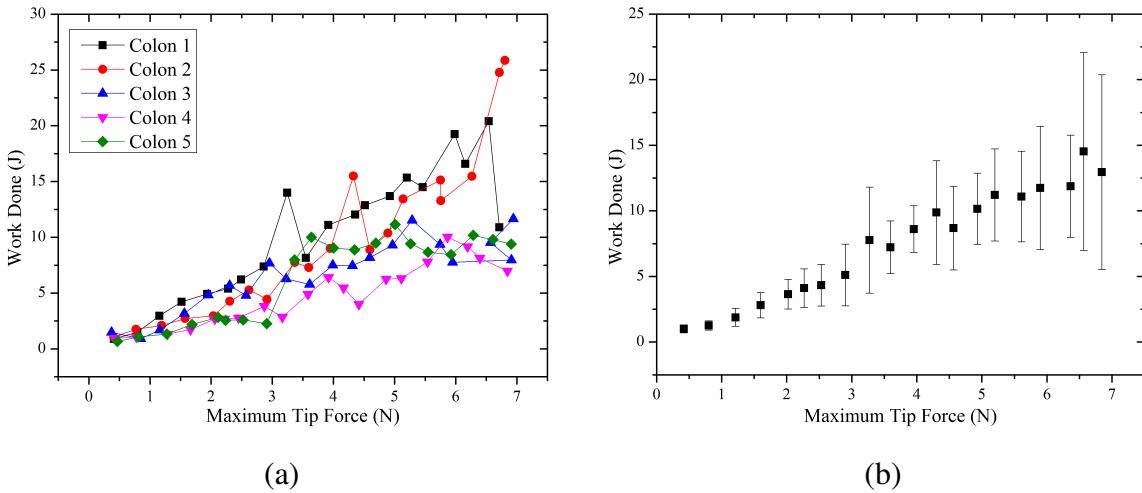 30
25
20
15
10
5
0
Work Done (J)
Colon 1
Colon 2
Colon 3
Colon 4
Colon 5
0 1 2 3 4 5 6 7
Maximum Tip Force (N)
(a)
25
20
15
10
5
0
Work Done (J)
0 1 2 3 4 5 6 7
Maximum Tip Force (N)
(b)